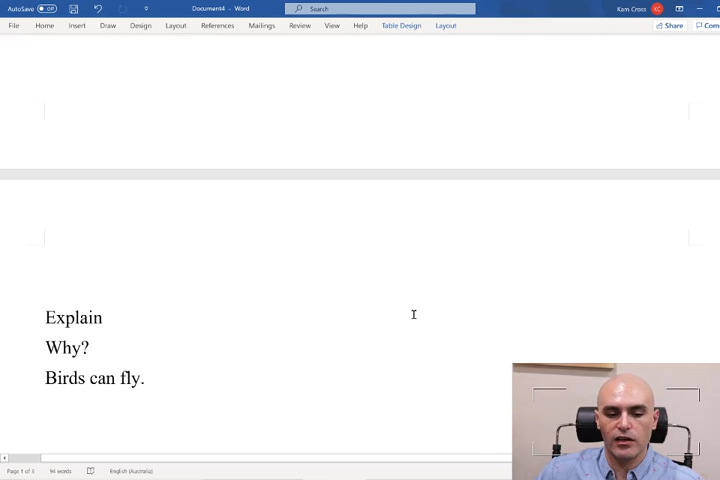 AutoSave Off Document4 - Word Search Kam Cross KC
File Home Insert Draw Design Layout References Mailings Review View Help Table Design Layout Share Com
Explain
Why?
Birds can fly.
Page 1 of 3 94 words English (Australia)